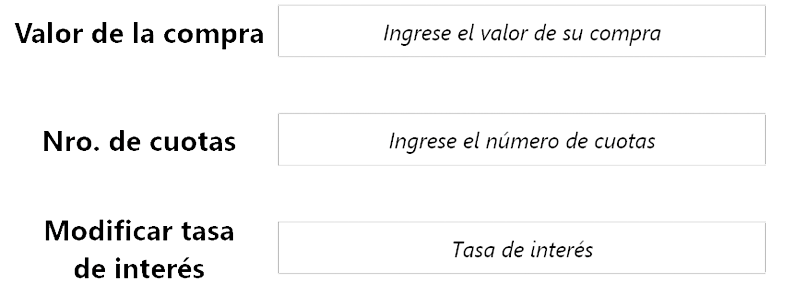 Valor de la compra
Ingrese el valor de su compra
Nro. de cuotas
Ingrese el número de cuotas
Modificar tasa
de interés
Tasa de interés